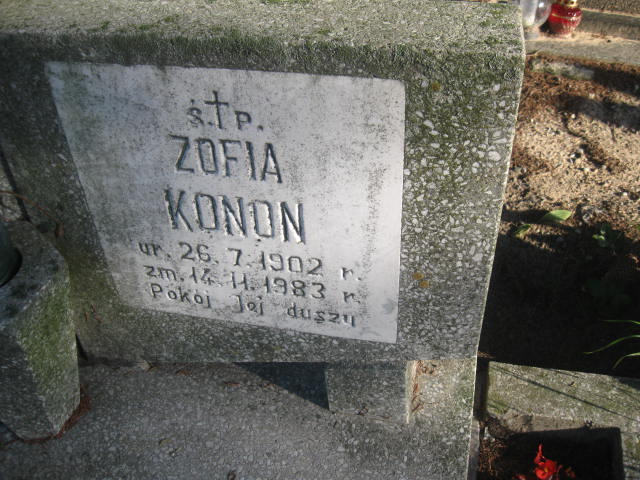 Ś.†P.
ZOFIA
KONON
ur. 26.7.1902 r.
zm. 14.11.1983 r.
Pokój Jej duszy